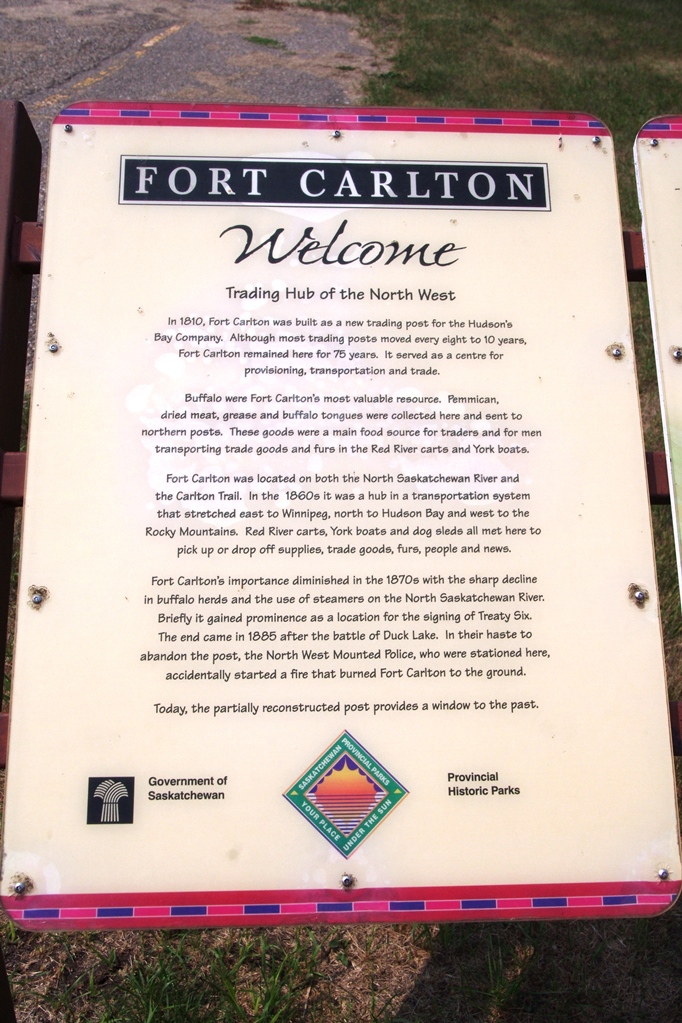 FORT CARLTON
Welcome
Trading Hub of the North West
In 1810, Fort Carlton was built as a new trading post for the Hudson's
Bay Company. Although most trading posts moved every eight to 10 years,
Fort Carlton remained here for 75 years. It served as a centre for
provisioning, transportation and trade.
Buffalo were Fort Carlton's most valuable resource. Pemmican,
dried meat, grease and buffalo tongues were collected here and sent to
northern posts. These goods were a main food source for traders and for men
transporting trade goods and furs in the Red River carts and York boats.
Fort Carlton was located on both the North Saskatchewan River and
the Carlton Trail. In the 1860s it was a hub in a transportation system
that stretched east to Winnipeg, north to Hudson Bay and west to the
Rocky Mountains. Red River carts, York boats and dog sleds all met here to
pick up or drop off supplies, trade goods, furs, people and news.
Fort Carlton's importance diminished in the 1870s with the sharp decline
in buffalo herds and the use of steamers on the North Saskatchewan River.
Briefly it gained prominence as a location for the signing of Treaty Six.
The end came in 1885 after the battle of Duck Lake. In their haste to
abandon the post, the North West Mounted Police, who were stationed here,
accidentally started a fire that burned Fort Carlton to the ground.
Today, the partially reconstructed post provides a window to the past.
Government of
Saskatchewan
SASKATCHEWAN
PROVINCIAL PARKS
YOUR PLACE
UNDER THE SUN
Provincial
Historic Parks